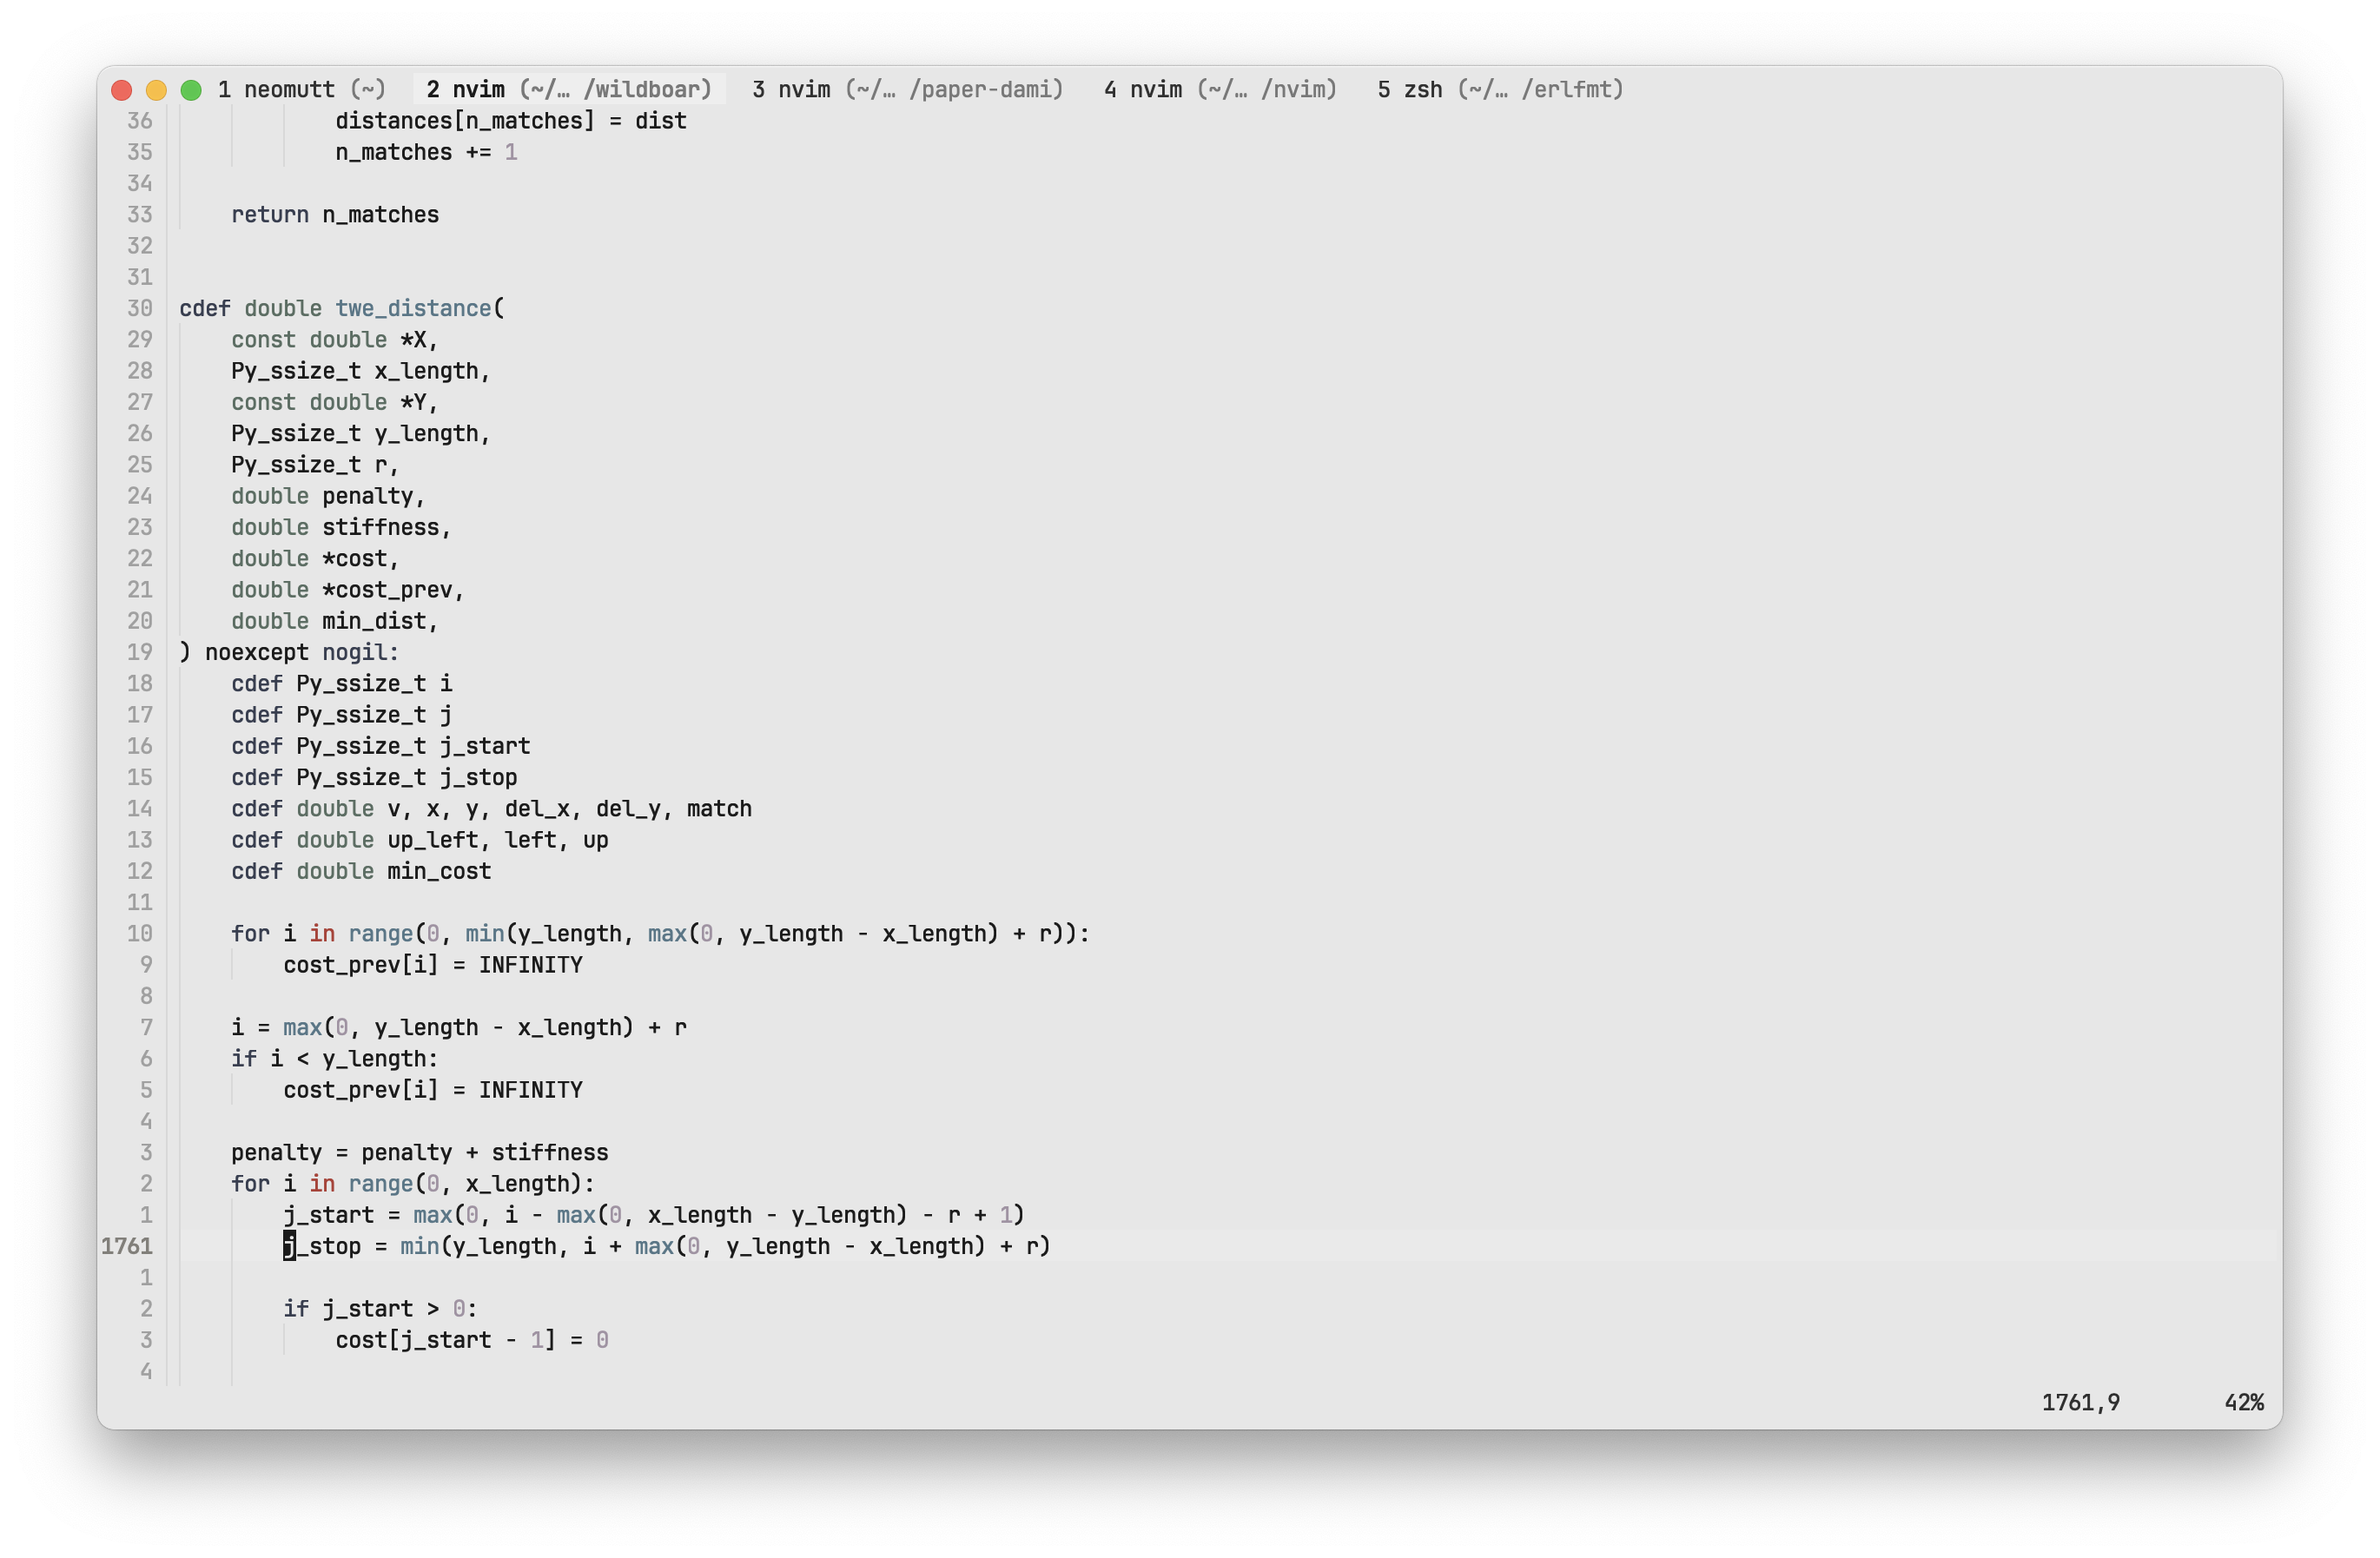 1 neomutt (~)  2 nvim (~/… /wildboar)  3 nvim (~/… /paper-dami)  4 nvim (~/… /nvim)  5 zsh (~/… /erlfmt)
36             distances[n_matches] = dist
35             n_matches += 1
34
33     return n_matches
32
31
30 cdef double twe_distance(
29     const double *X,
28     Py_ssize_t x_length,
27     const double *Y,
26     Py_ssize_t y_length,
25     Py_ssize_t r,
24     double penalty,
23     double stiffness,
22     double *cost,
21     double *cost_prev,
20     double min_dist,
19 ) noexcept nogil:
18     cdef Py_ssize_t i
17     cdef Py_ssize_t j
16     cdef Py_ssize_t j_start
15     cdef Py_ssize_t j_stop
14     cdef double v, x, y, del_x, del_y, match
13     cdef double up_left, left, up
12     cdef double min_cost
11
10     for i in range(0, min(y_length, max(0, y_length - x_length) + r)):
9         cost_prev[i] = INFINITY
8
7     i = max(0, y_length - x_length) + r
6     if i < y_length:
5         cost_prev[i] = INFINITY
4
3     penalty = penalty + stiffness
2     for i in range(0, x_length):
1         j_start = max(0, i - max(0, x_length - y_length) - r + 1)
1761         j_stop = min(y_length, i + max(0, y_length - x_length) + r)
1
2         if j_start > 0:
3             cost[j_start - 1] = 0
4
1761,9 42%